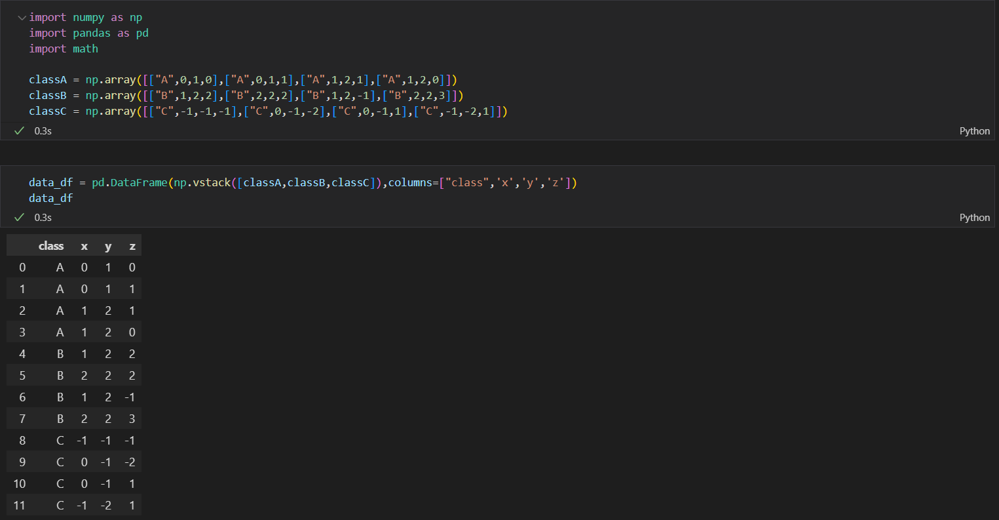 import numpy as np
import pandas as pd
import math
classA = np.array([["A",0,1,0],["A",0,1,1],["A",1,2,1],["A",1,2,0]])
classB = np.array([["B",1,2,2],["B",2,2,2],["B",1,2,-1],["B",2,2,3]])
classC = np.array([["C",-1,-1,-1],["C",0,-1,-2],["C",0,-1,1],["C",-1,-2,1]])
0.3s Python
data_df = pd.DataFrame(np.vstack([classA,classB,classC]),columns=["class",'x','y','z'])
data_df
0.3s Python
class x y z
0 A 0 1 0
1 A 0 1 1
2 A 1 2 1
3 A 1 2 0
4 B 1 2 2
5 B 2 2 2
6 B 1 2 -1
7 B 2 2 3
8 C -1 -1 -1
9 C 0 -1 -2
10 C 0 -1 1
11 C -1 -2 1